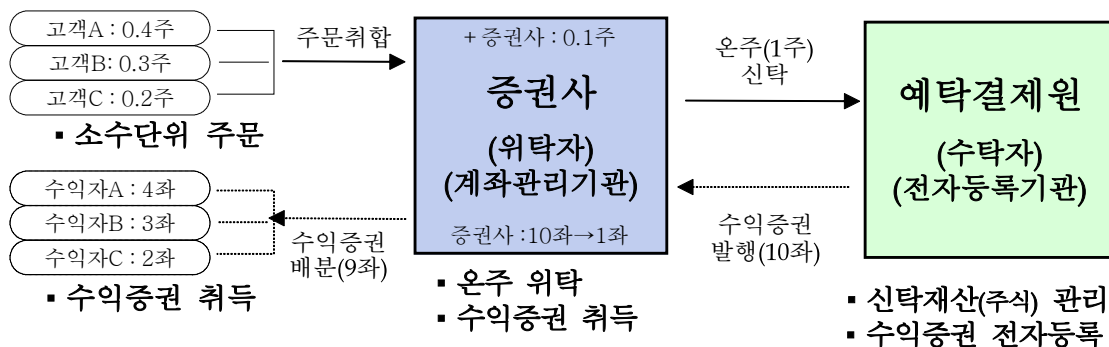 고객A : 0.4주
고객B: 0.3주
고객C : 0.2주
▪ 소수단위 주문
주문취합
+ 증권사 : 0.1주
증권사
(위탁자)
(계좌관리기관)
증권사 :10좌→1좌
▪ 온주 위탁
▪ 수익증권 취득
온주(1주)
신탁
예탁결제원
(수탁자)
(전자등록기관)
수익증권
발행(10좌)
▪ 신탁재산(주식) 관리
▪ 수익증권 전자등록
수익자A : 4좌
수익자B : 3좌
수익자C : 2좌
▪ 수익증권 취득
수익증권
배분(9좌)